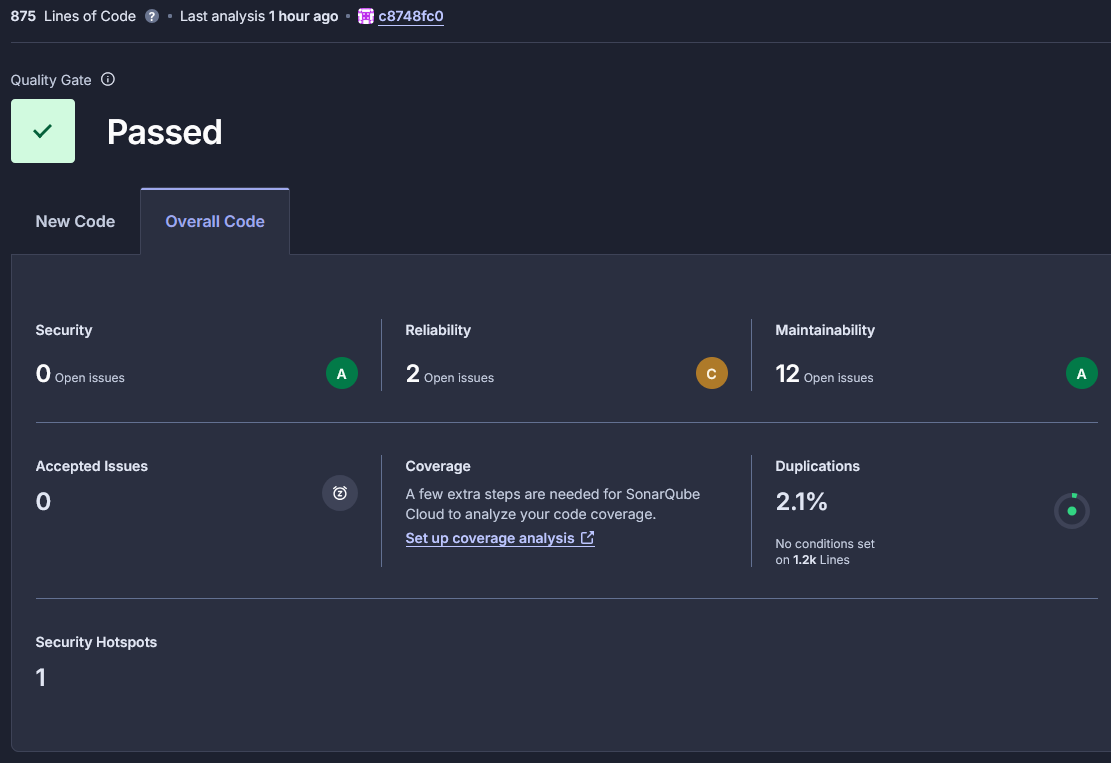 875 Lines of Code ? • Last analysis 1 hour ago • c8748fc0
Quality Gate
Passed
New Code
Overall Code
Security
0 Open issues
A
Reliability
2 Open issues
C
Maintainability
12 Open issues
A
Accepted Issues
0
Coverage
A few extra steps are needed for SonarQube
Cloud to analyze your code coverage.
Set up coverage analysis
Duplications
2.1%
No conditions set
on 1.2k Lines
Security Hotspots
1